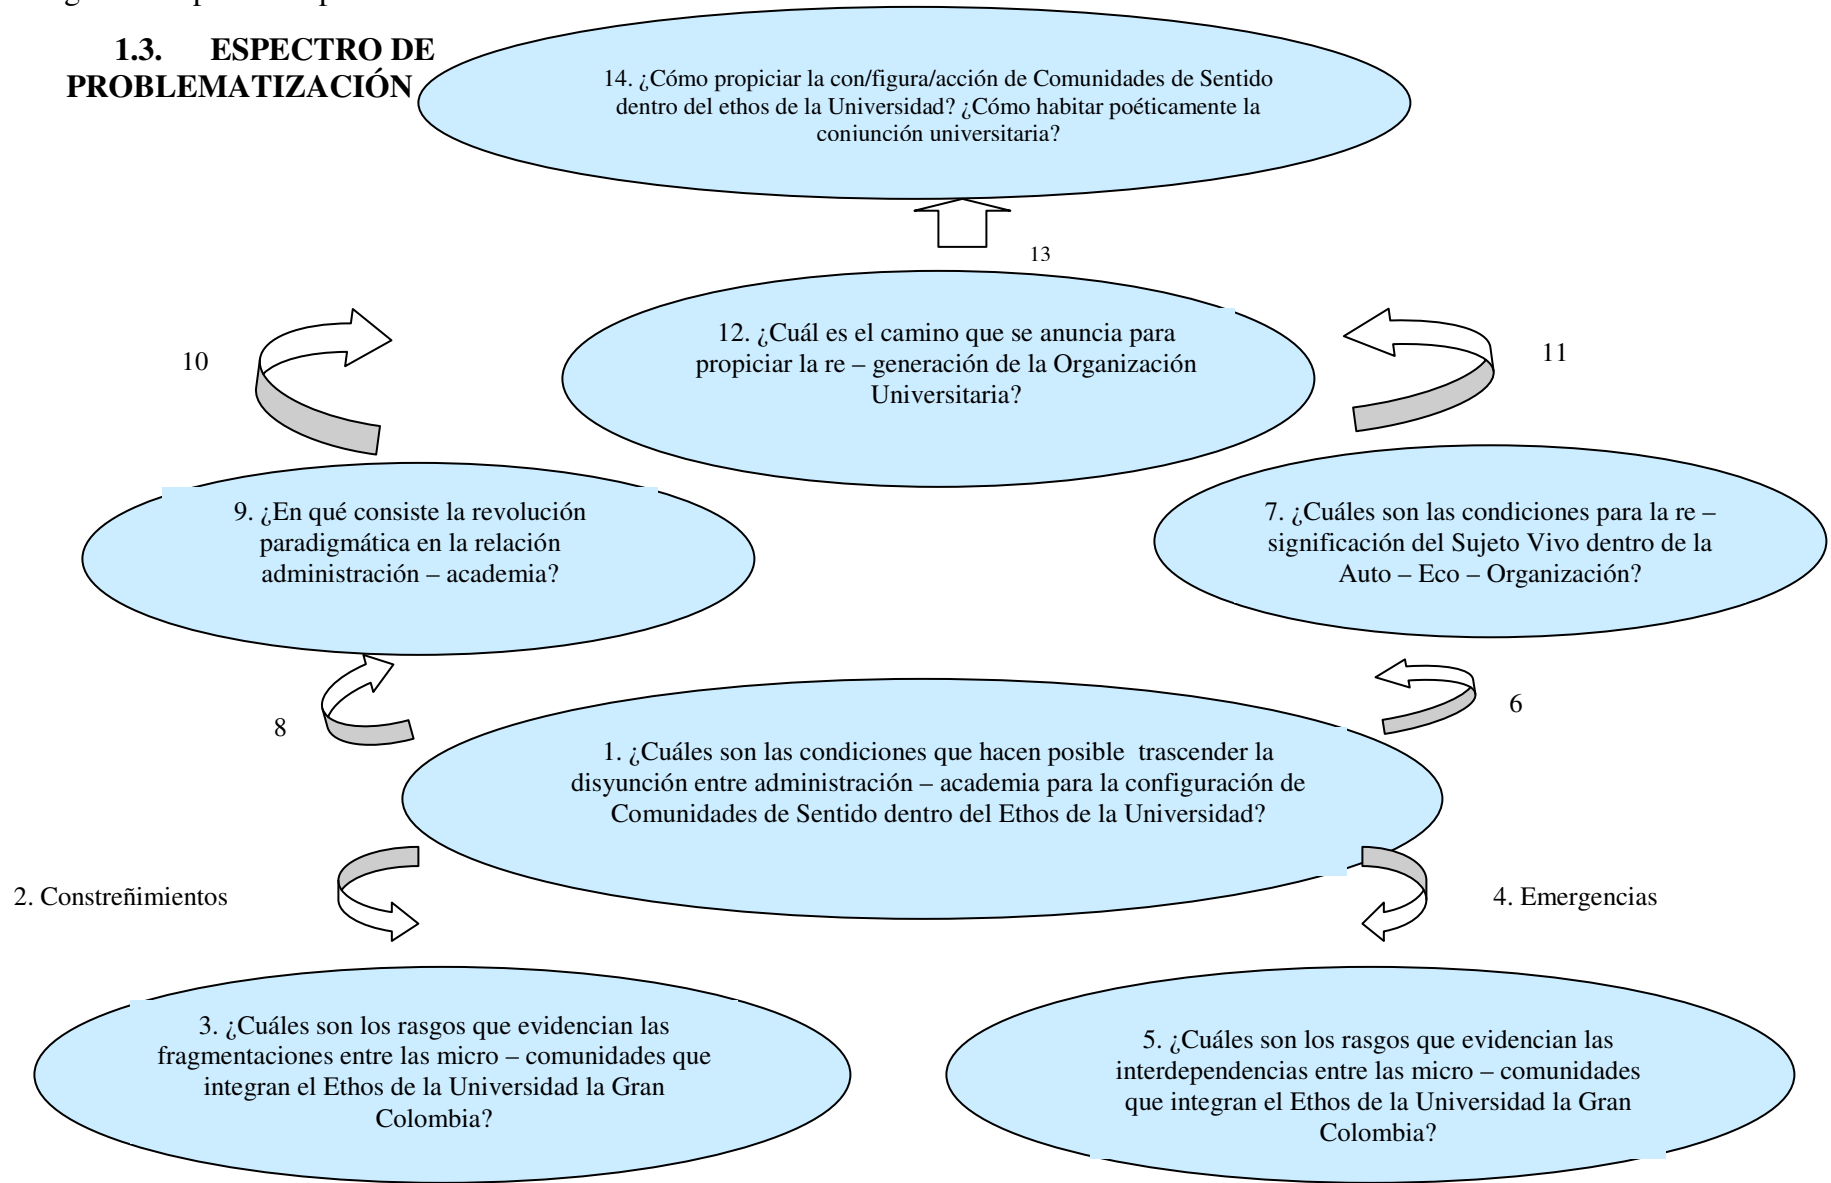 1.3. ESPECTRO DE
PROBLEMATIZACIÓN
14. ¿Cómo propiciar la con/figura/acción de Comunidades de Sentido
dentro del ethos de la Universidad? ¿Cómo habitar poéticamente la
conjunción universitaria?
13
12. ¿Cuál es el camino que se anuncia para
propiciar la re – generación de la Organización
Universitaria?
10
11
9. ¿En qué consiste la revolución
paradigmática en la relación
administración – academia?
7. ¿Cuáles son las condiciones para la re –
significación del Sujeto Vivo dentro de la
Auto – Eco – Organización?
8
6
1. ¿Cuáles son las condiciones que hacen posible trascender la
disyunción entre administración – academia para la configuración de
Comunidades de Sentido dentro del Ethos de la Universidad?
2. Constreñimientos
4. Emergencias
3. ¿Cuáles son los rasgos que evidencian las
fragmentaciones entre las micro – comunidades que
integran el Ethos de la Universidad la Gran
Colombia?
5. ¿Cuáles son los rasgos que evidencian las
interdependencias entre las micro – comunidades
que integran el Ethos de la Universidad la Gran
Colombia?